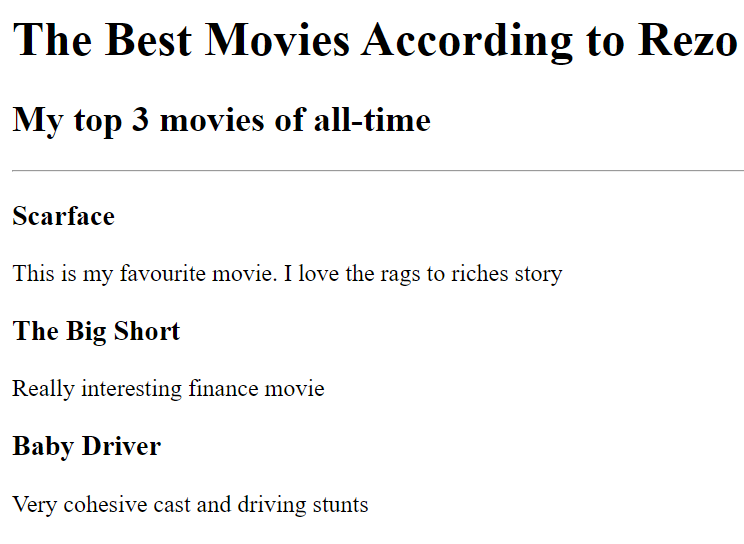 The Best Movies According to Rezo
My top 3 movies of all-time
Scarface
This is my favourite movie. I love the rags to riches story
The Big Short
Really interesting finance movie
Baby Driver
Very cohesive cast and driving stunts